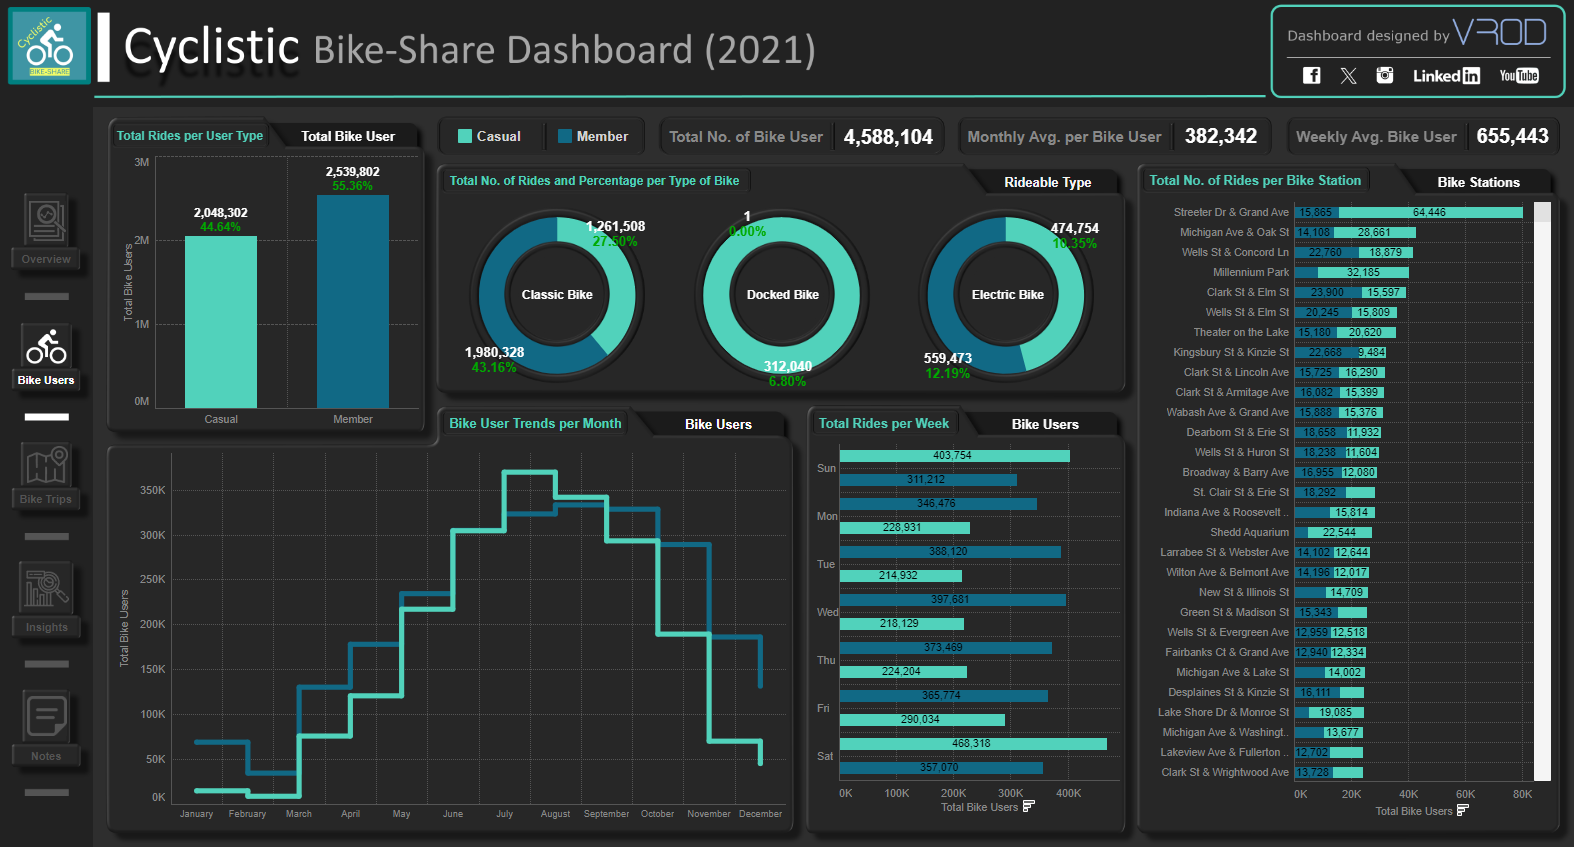 Cyclistic
BIKE-SHARE
Cyclistic Bike-Share Dashboard (2021)
Dashboard designed by VROD
LinkedIn
YouTube
Overview
Bike Users
Bike Trips
Insights
Notes
Total Rides per User Type
Total Bike User
3M
2M
1M
0M
Total Bike Users
2,048,302
44.64%
2,539,802
55.36%
Casual
Member
Casual
Member
Total No. of Bike User 4,588,104
Monthly Avg. per Bike User 382,342
Weekly Avg. Bike User 655,443
Total No. of Rides and Percentage per Type of Bike
Rideable Type
1,261,508
27.50%
Classic Bike
1,980,328
43.16%
1
0.00%
Docked Bike
312,040
6.80%
474,754
10.35%
Electric Bike
559,473
12.19%
Bike User Trends per Month
Bike Users
350K
300K
250K
200K
150K
100K
50K
0K
Total Bike Users
January February March April May June July August September October November December
Total Rides per Week
Bike Users
Sun
403,754
311,212
Mon
346,476
228,931
Tue
388,120
214,932
Wed
397,681
218,129
Thu
373,469
224,204
Fri
365,774
290,034
Sat
468,318
357,070
0K 100K 200K 300K 400K
Total Bike Users
Total No. of Rides per Bike Station
Bike Stations
Streeter Dr & Grand Ave 15,865 64,446
Michigan Ave & Oak St 14,108 28,661
Wells St & Concord Ln 22,760 18,879
Millennium Park 32,185
Clark St & Elm St 23,900 15,597
Wells St & Elm St 20,245 15,809
Theater on the Lake 15,180 20,620
Kingsbury St & Kinzie St 22,668 9,484
Clark St & Lincoln Ave 15,725 16,290
Clark St & Armitage Ave 16,082 15,399
Wabash Ave & Grand Ave 15,888 15,376
Dearborn St & Erie St 18,658 11,932
Wells St & Huron St 18,238 11,604
Broadway & Barry Ave 16,955 12,080
St. Clair St & Erie St 18,292
Indiana Ave & Roosevelt .. 15,814
Shedd Aquarium 22,544
Larrabee St & Webster Ave 14,102 12,644
Wilton Ave & Belmont Ave 14,196 12,017
New St & Illinois St 14,709
Green St & Madison St 15,343
Wells St & Evergreen Ave 12,959 12,518
Fairbanks Ct & Grand Ave 12,940 12,334
Michigan Ave & Lake St 14,002
Desplaines St & Kinzie St 16,111
Lake Shore Dr & Monroe St 19,085
Michigan Ave & Washingt.. 13,677
Lakeview Ave & Fullerton .. 12,702
Clark St & Wrightwood Ave 13,728
0K 20K 40K 60K 80K
Total Bike Users